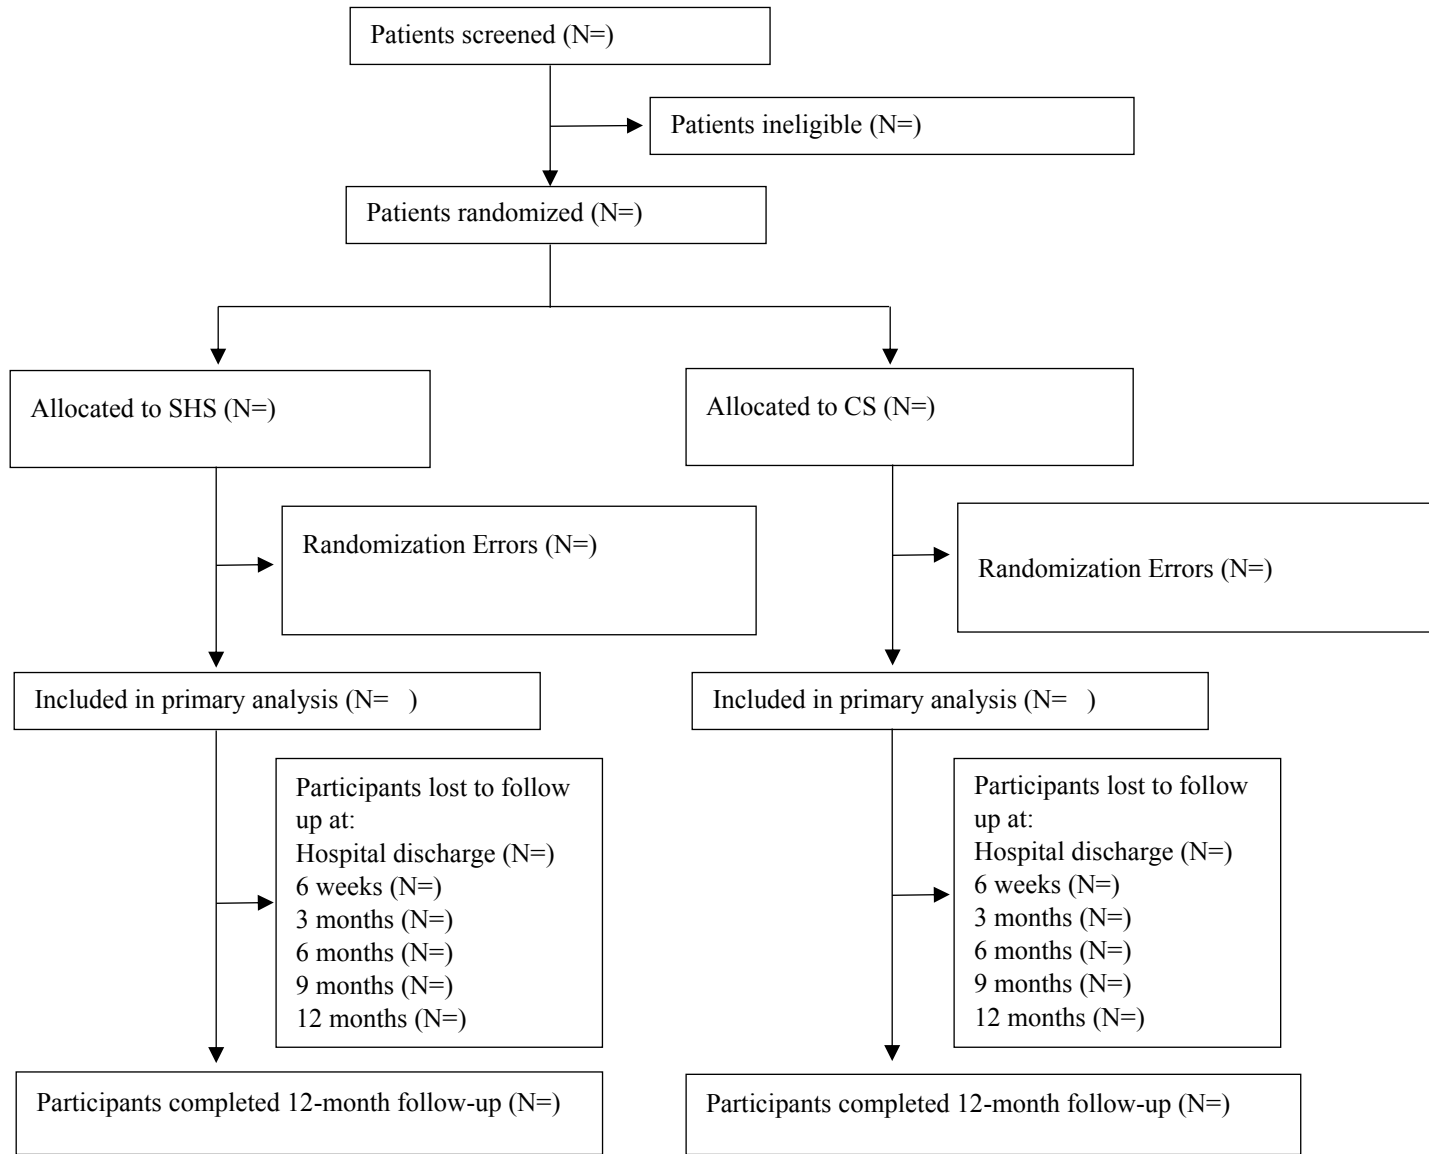 Patients screened (N=)
Patients ineligible (N=)
Patients randomized (N=)
Allocated to SHS (N=)
Allocated to CS (N=)
Randomization Errors (N=)
Randomization Errors (N=)
Included in primary analysis (N=   )
Included in primary analysis (N=   )
Participants lost to follow
up at:
Hospital discharge (N=)
6 weeks (N=)
3 months (N=)
6 months (N=)
9 months (N=)
12 months (N=)
Participants lost to follow
up at:
Hospital discharge (N=)
6 weeks (N=)
3 months (N=)
6 months (N=)
9 months (N=)
12 months (N=)
Participants completed 12-month follow-up (N=)
Participants completed 12-month follow-up (N=)